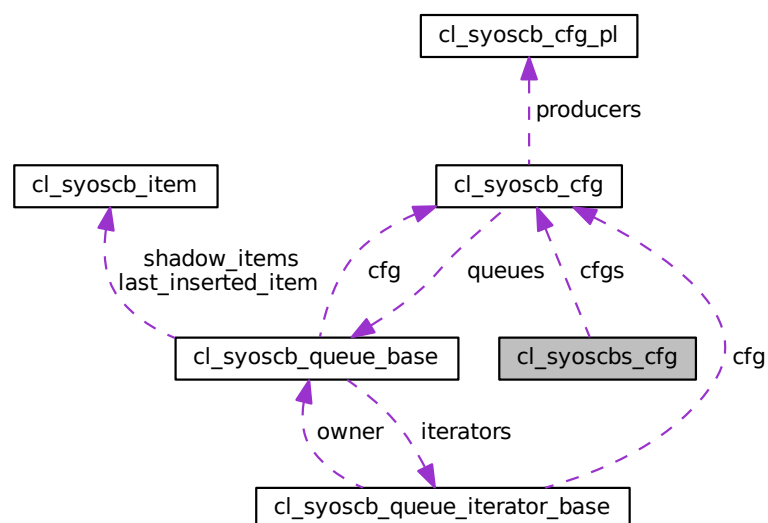 cl_syoscb_cfg_pl
producers
cl_syoscb_item
cl_syoscb_cfg
shadow_items
last_inserted_item
cfg
queues
cfgs
cl_syoscb_queue_base
cl_syoscbs_cfg
cfg
owner
iterators
cl_syoscb_queue_iterator_base